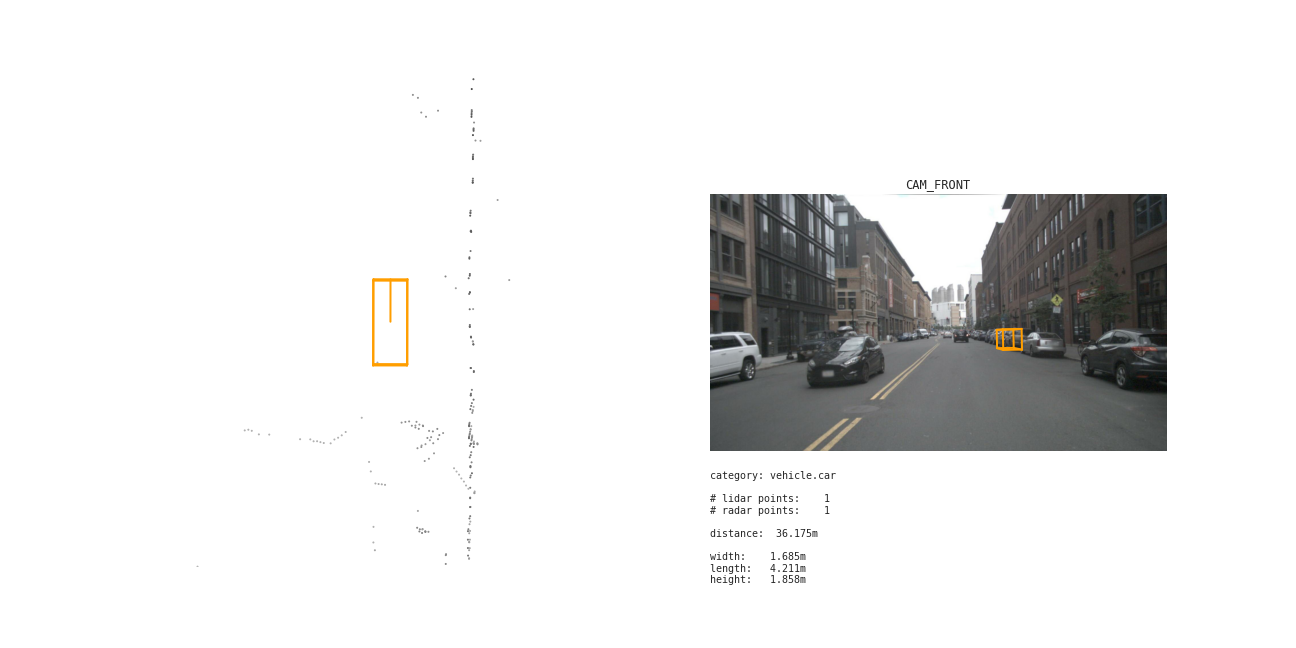 CAM_FRONT
category: vehicle.car
# lidar points: 1
# radar points: 1
distance: 36.175m
width: 1.685m
length: 4.211m
height: 1.858m